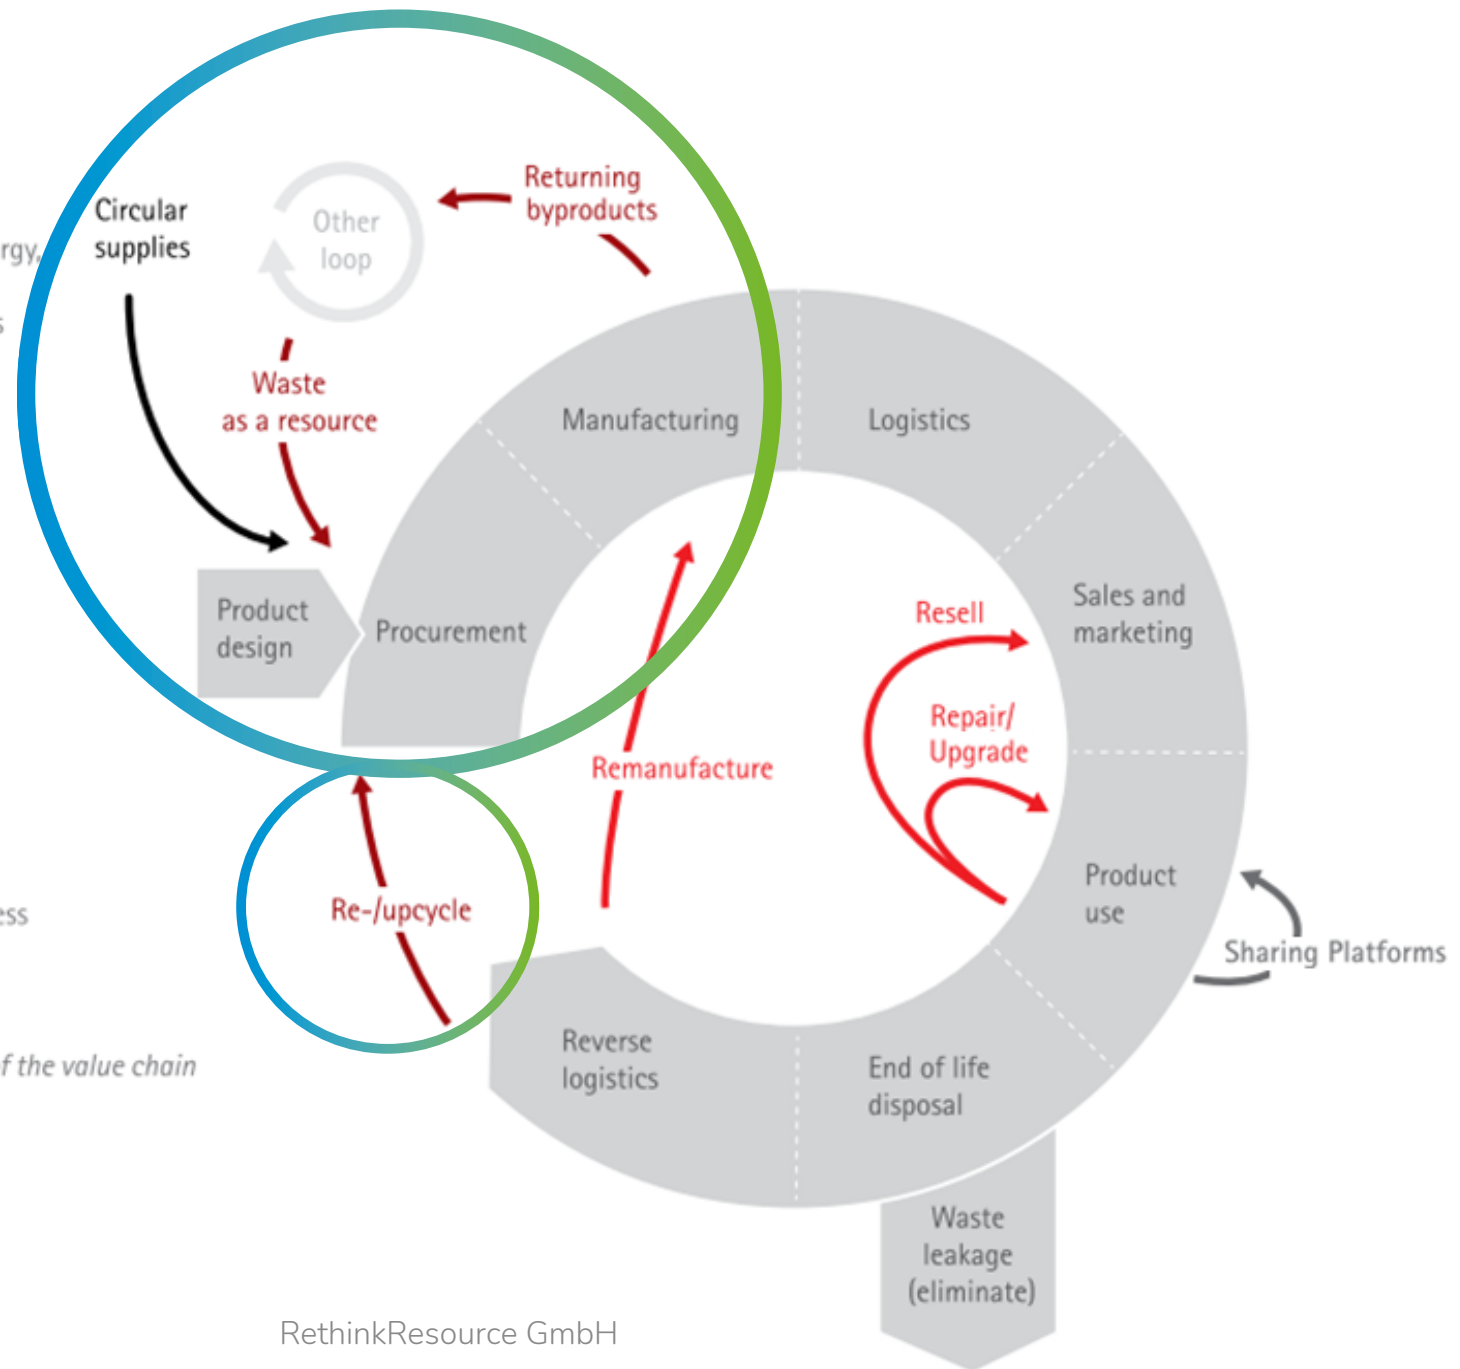 Returning
byproducts
Circular
supplies
Other
loop
rgy,
s
Waste
as a resource
Manufacturing
Logistics
Product
design
Procurement
Sales and
marketing
Resell
Repair/
Upgrade
Remanufacture
Product
use
Re-/upcycle
ess
Sharing Platforms
Reverse
logistics
End of life
disposal
f the value chain
Waste
leakage
(eliminate)
RethinkResource GmbH